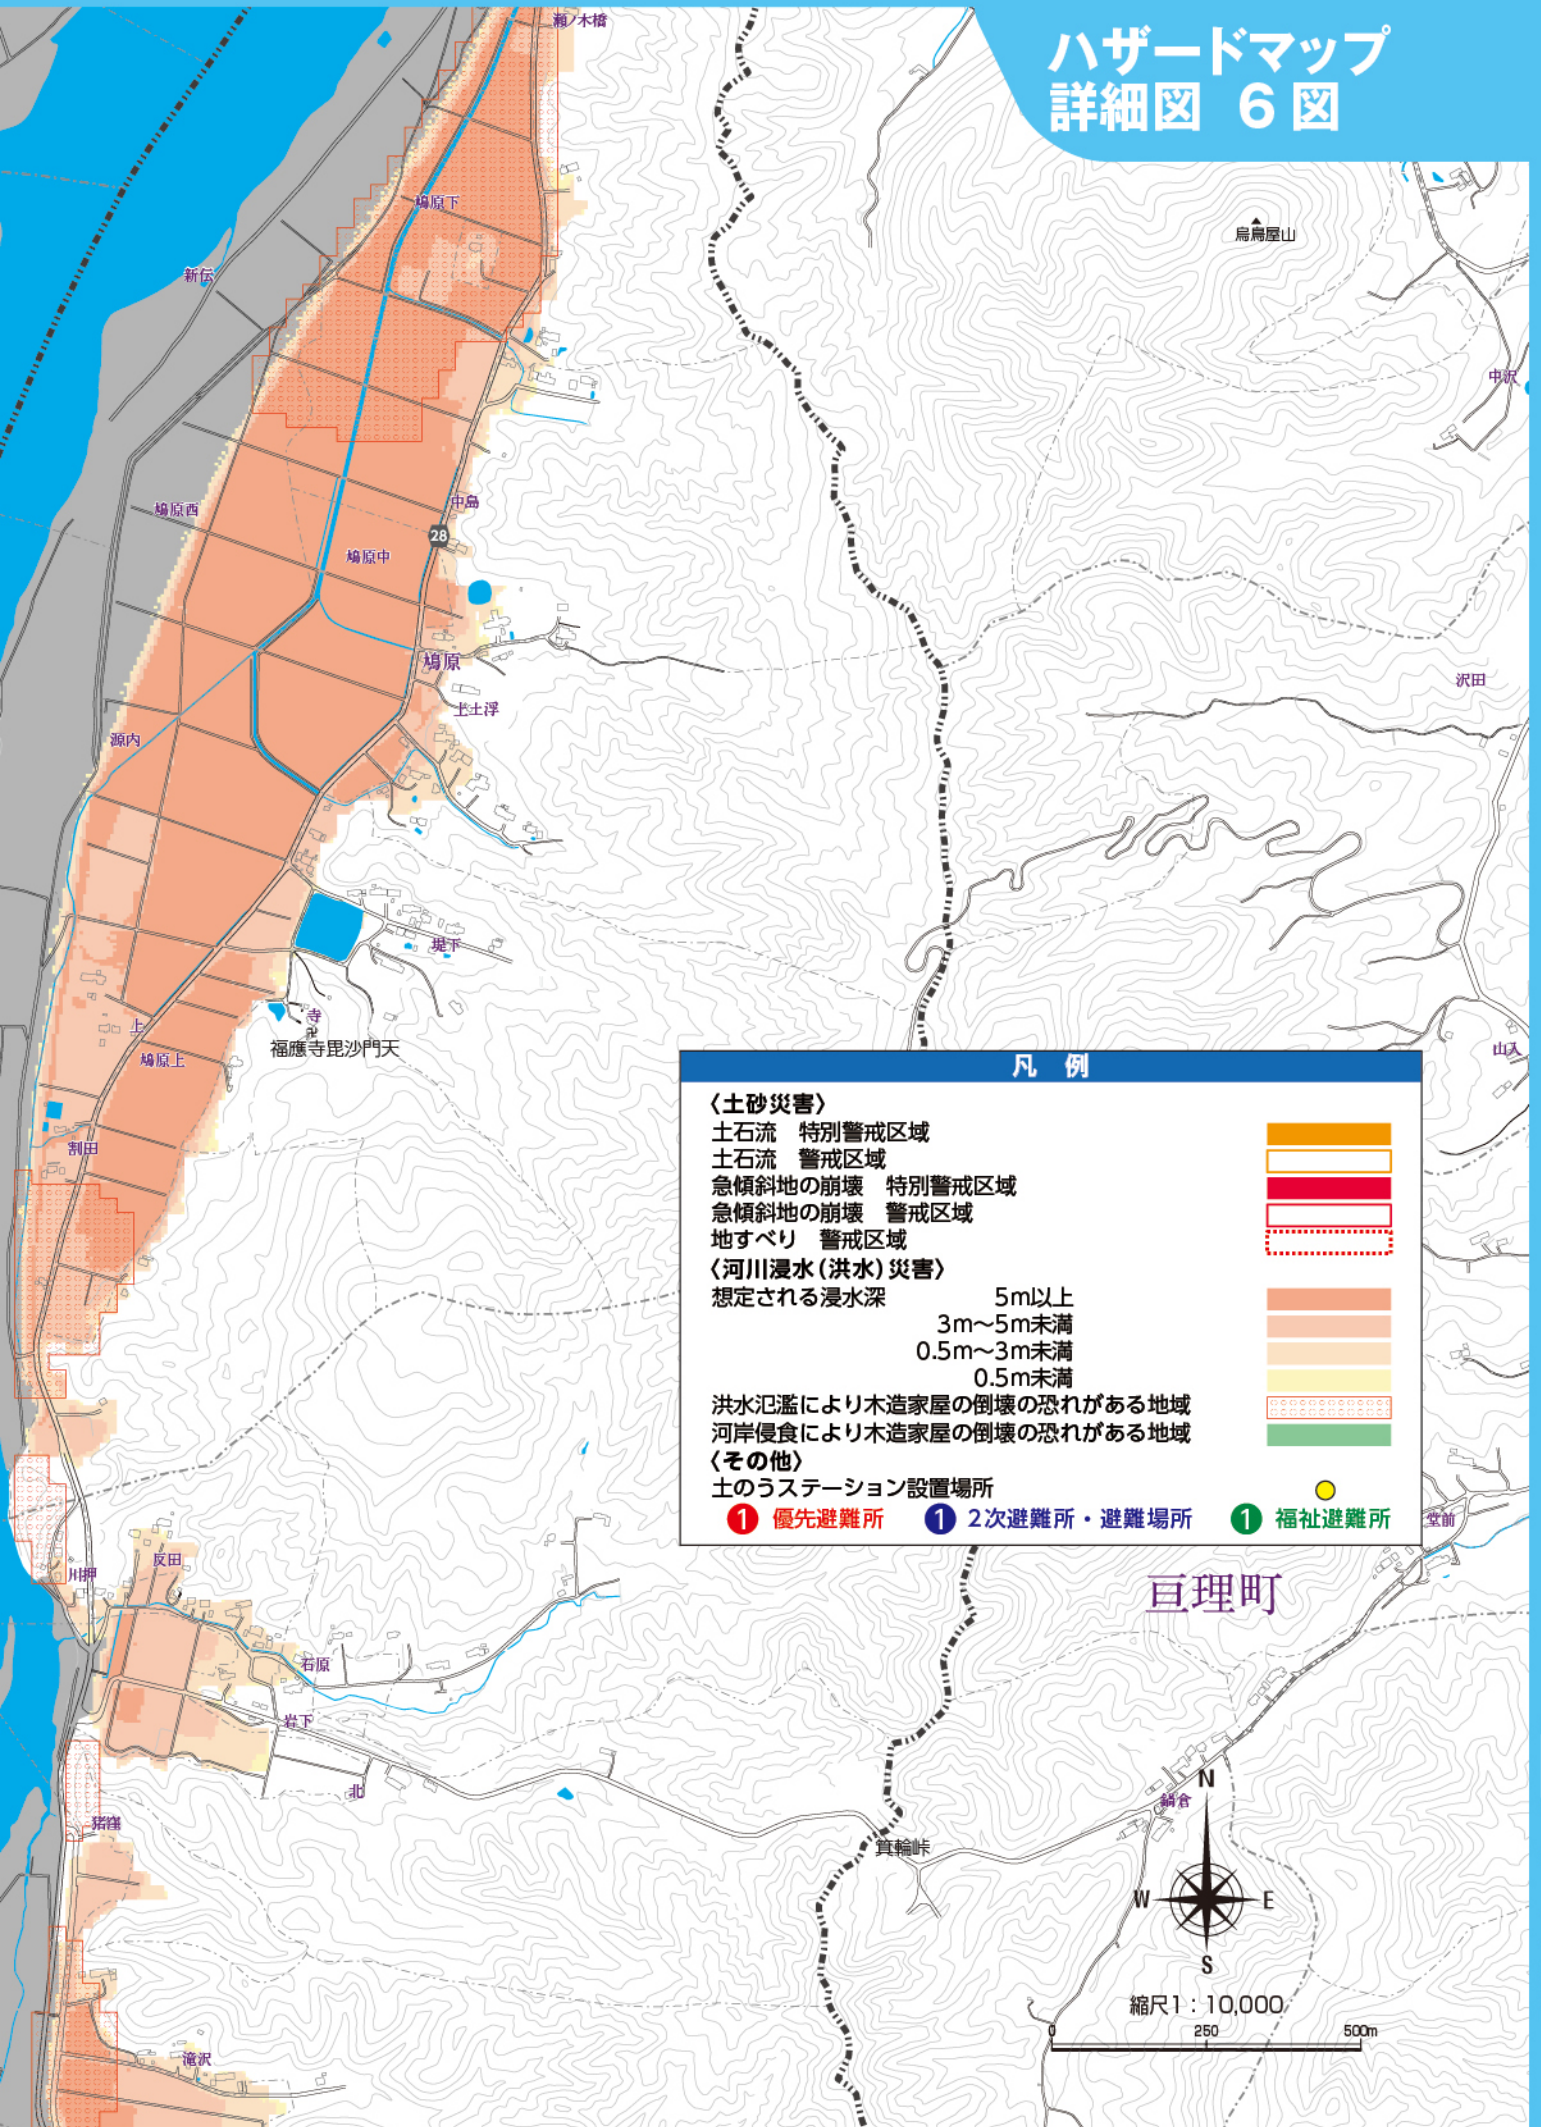 ハザードマップ
詳細図 6図
瀬ノ木橋
鳩原下
新伝
烏鳥屋山
中沢
中島
鳩原西
28
鳩原中
鳩原
沢田
上土浮
源内
堤下
寺
上
福應寺毘沙門天
鳩原上
山入
割田
凡 例
〈土砂災害〉
土石流 特別警戒区域
土石流 警戒区域
急傾斜地の崩壊 特別警戒区域
急傾斜地の崩壊 警戒区域
地すべり 警戒区域
〈河川浸水(洪水)災害〉
想定される浸水深 5m以上
3m～5m未満
0.5m～3m未満
0.5m未満
洪水氾濫により木造家屋の倒壊の恐れがある地域
河岸侵食により木造家屋の倒壊の恐れがある地域
〈その他〉
土のうステーション設置場所
1 優先避難所 1 2次避難所・避難場所 1 福祉避難所
堂前
反田
川押
亘理町
石原
岩下
北
鍋倉
猪窪
箕輪峠
N
W E
S
縮尺1：10,000
0 250 500m
滝沢